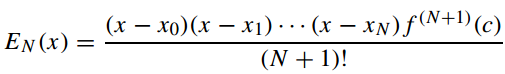 E_N(x) = \frac{(x - x_0)(x - x_1) \cdots (x - x_N) f^{(N+1)}(c)}{(N + 1)!}